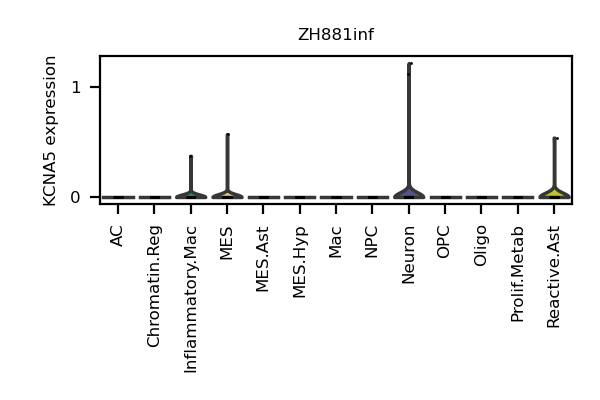 ZH881inf
KCNA5 expression
1
0
AC
Chromatin.Reg
Inflammatory.Mac
MES
MES.Ast
MES.Hyp
Mac
NPC
Neuron
OPC
Oligo
Prolif.Metab
Reactive.Ast